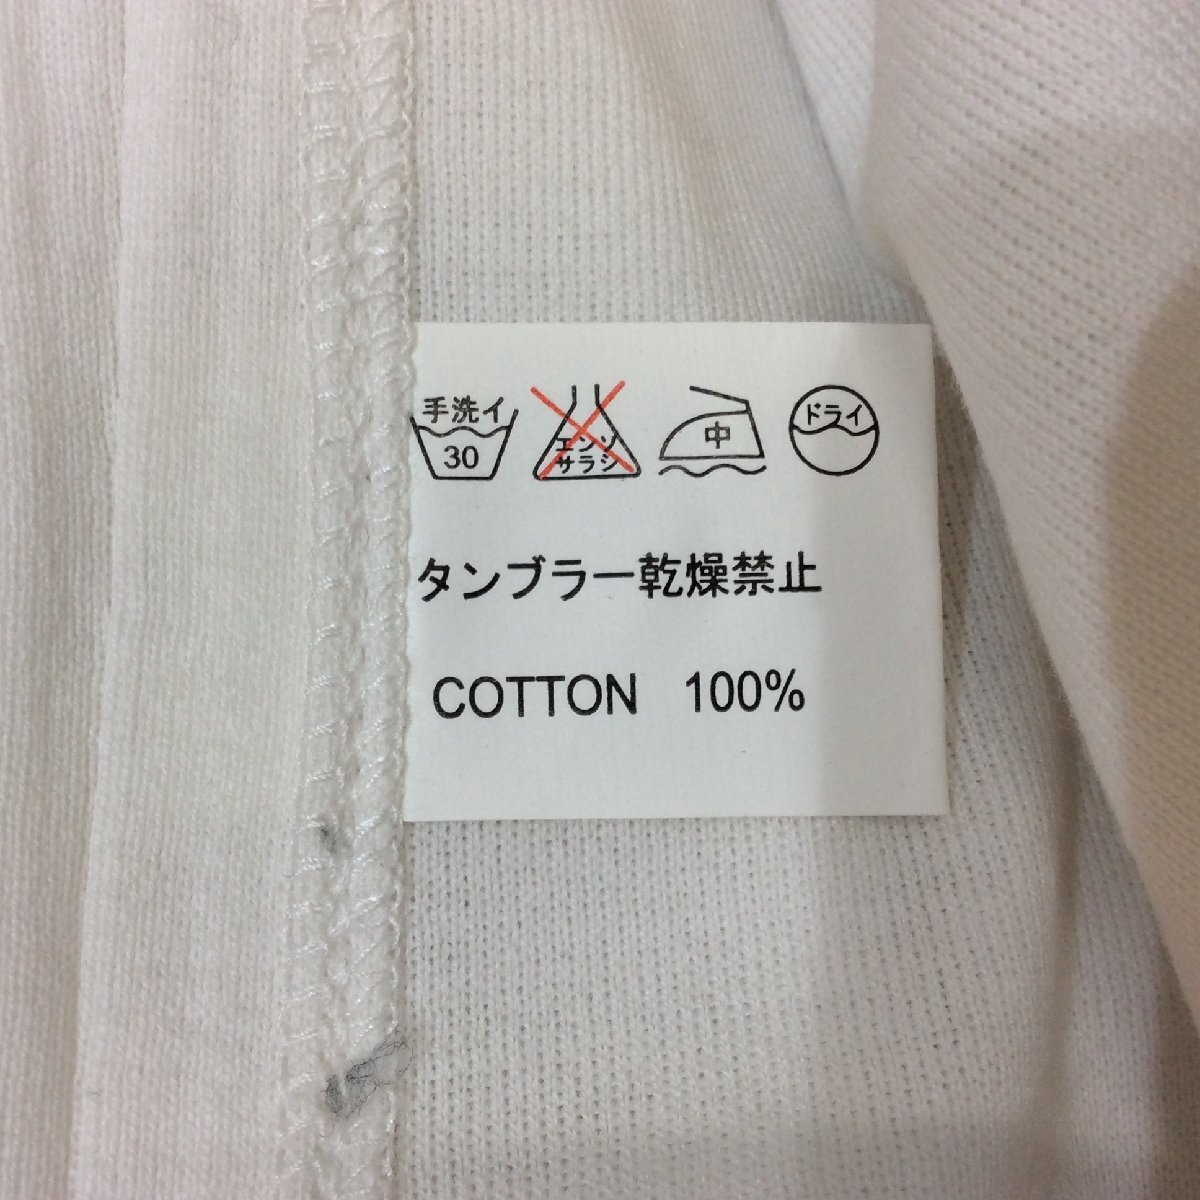 手洗イ 30 エンソサラシ 中 ドライ
タンブラー乾燥禁止
COTTON 100%